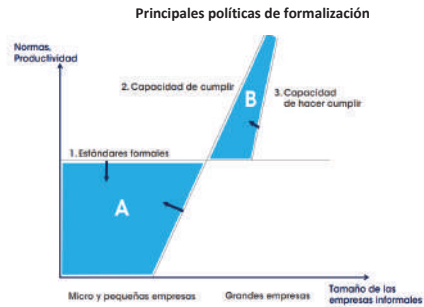 Principales políticas de formalización
Normas,
Productividad
2. Capacidad de cumplir
B
3. Capacidad
de hacer cumplir
1. Estándares formales
A
Micro y pequeñas empresas
Grandes empresas
Tamaño de las
empresas informales